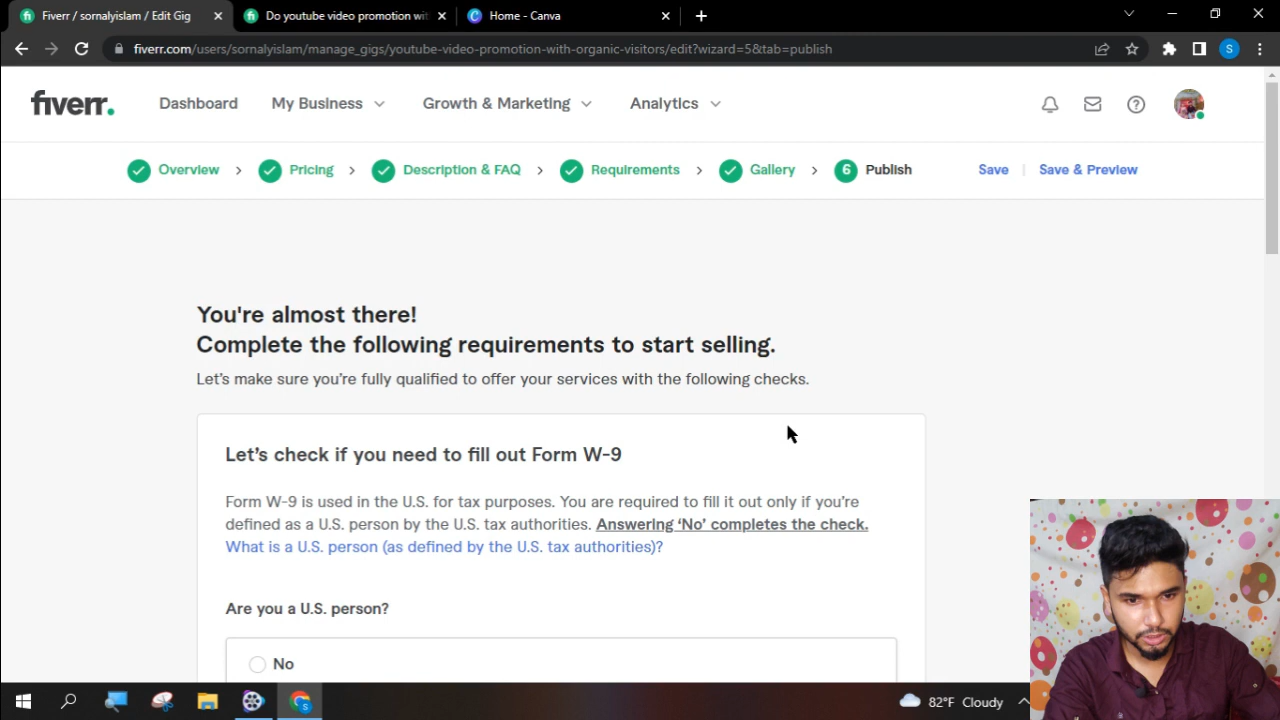 Fiverr / sornalyislam / Edit Gig
Do youtube video promotion with
Home - Canva
fiverr.com/users/sornalyislam/manage_gigs/youtube-video-promotion-with-organic-visitors/edit?wizard=5&tab=publish
S
fiverr.
Dashboard
My Business
Growth & Marketing
Analytics
Overview
Pricing
Description & FAQ
Requirements
Gallery
6
Publish
Save
Save & Preview
You're almost there!
Complete the following requirements to start selling.
Let's make sure you're fully qualified to offer your services with the following checks.
Let's check if you need to fill out Form W-9
Form W-9 is used in the U.S. for tax purposes. You are required to fill it out only if you're
defined as a U.S. person by the U.S. tax authorities. Answering 'No' completes the check.
What is a U.S. person (as defined by the U.S. tax authorities)?
Are you a U.S. person?
No
82°F Cloudy